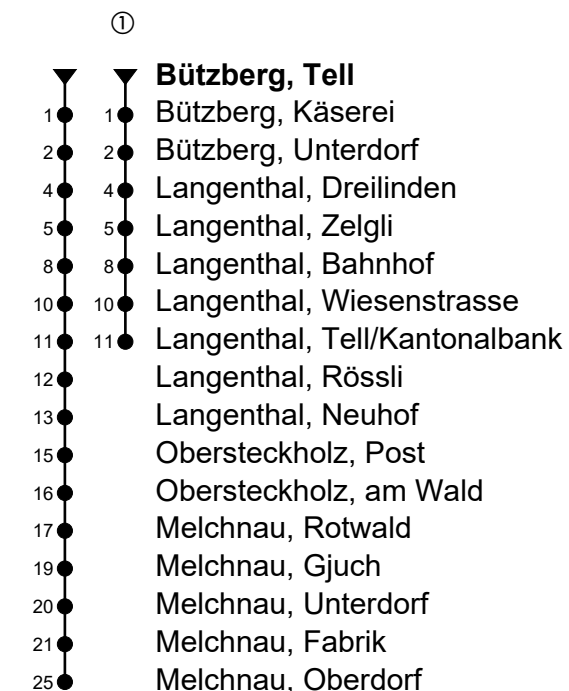 ①
Bützberg, Tell
1 1 Bützberg, Käserei
2 2 Bützberg, Unterdorf
4 4 Langenthal, Dreilinden
5 5 Langenthal, Zelgli
8 8 Langenthal, Bahnhof
10 10 Langenthal, Wiesenstrasse
11 11 Langenthal, Tell/Kantonalbank
12 Langenthal, Rössli
13 Langenthal, Neuhof
15 Obersteckholz, Post
16 Obersteckholz, am Wald
17 Melchnau, Rotwald
19 Melchnau, Gjuch
20 Melchnau, Unterdorf
21 Melchnau, Fabrik
25 Melchnau, Oberdorf